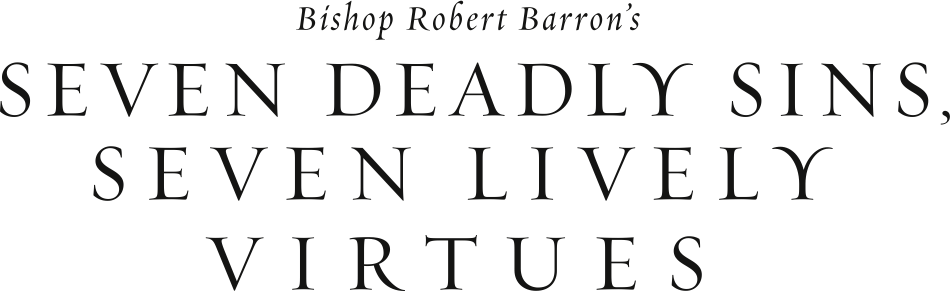 Bishop Robert Barron's
SEVEN DEADLY SINS,
SEVEN LIVELY
VIRTUES